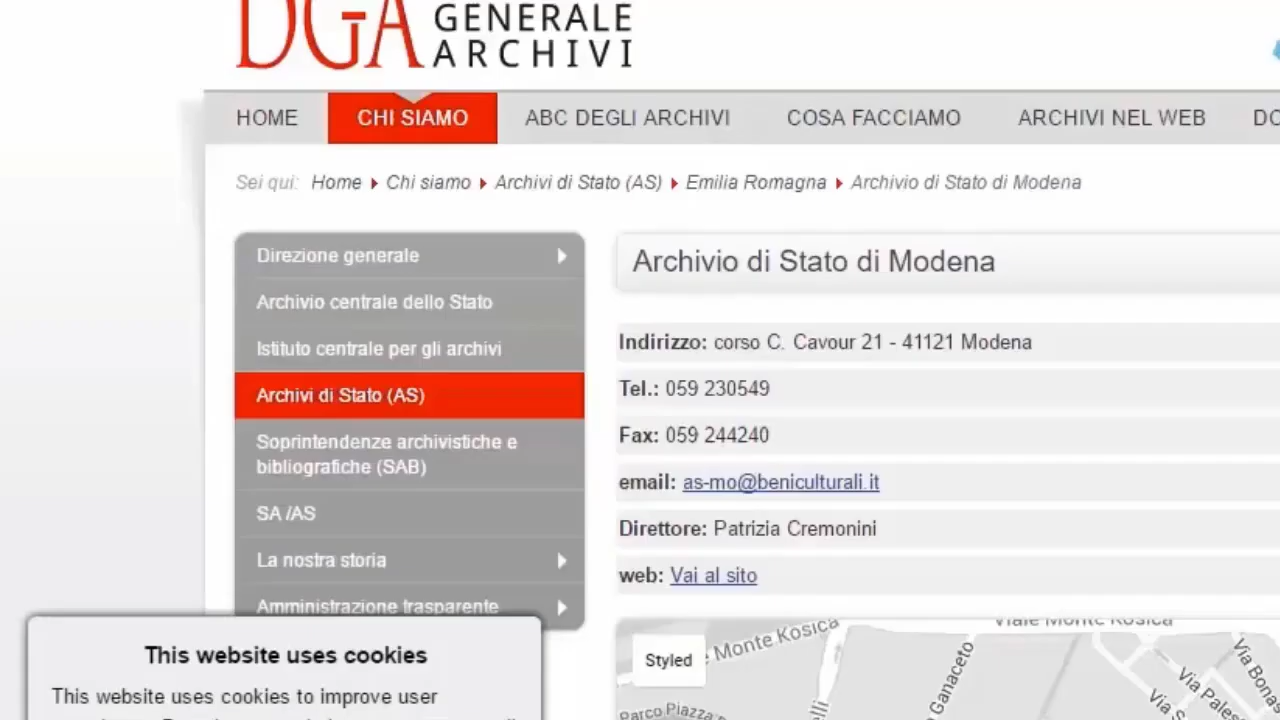 DGA GENERALE
ARCHIVI
HOME CHI SIAMO ABC DEGLI ARCHIVI COSA FACCIAMO ARCHIVI NEL WEB
Sei qui: Home Chi siamo Archivi di Stato (AS) Emilia Romagna Archivio di Stato di Modena
Direzione generale
Archivio centrale dello Stato
Istituto centrale per gli archivi
Archivi di Stato (AS)
Soprintendenze archivistiche e
bibliografiche (SAB)
SA /AS
La nostra storia
Amministrazione trasparente
Archivio di Stato di Modena
Indirizzo: corso C. Cavour 21 - 41121 Modena
Tel.: 059 230549
Fax: 059 244240
email: as-mo@beniculturali.it
Direttore: Patrizia Cremonini
web: Vai al sito
This website uses cookies
This website uses cookies to improve user
Styled
Monte Kosica
Viale Monte Kosica
Parco Piazza
Ganaceto
Via